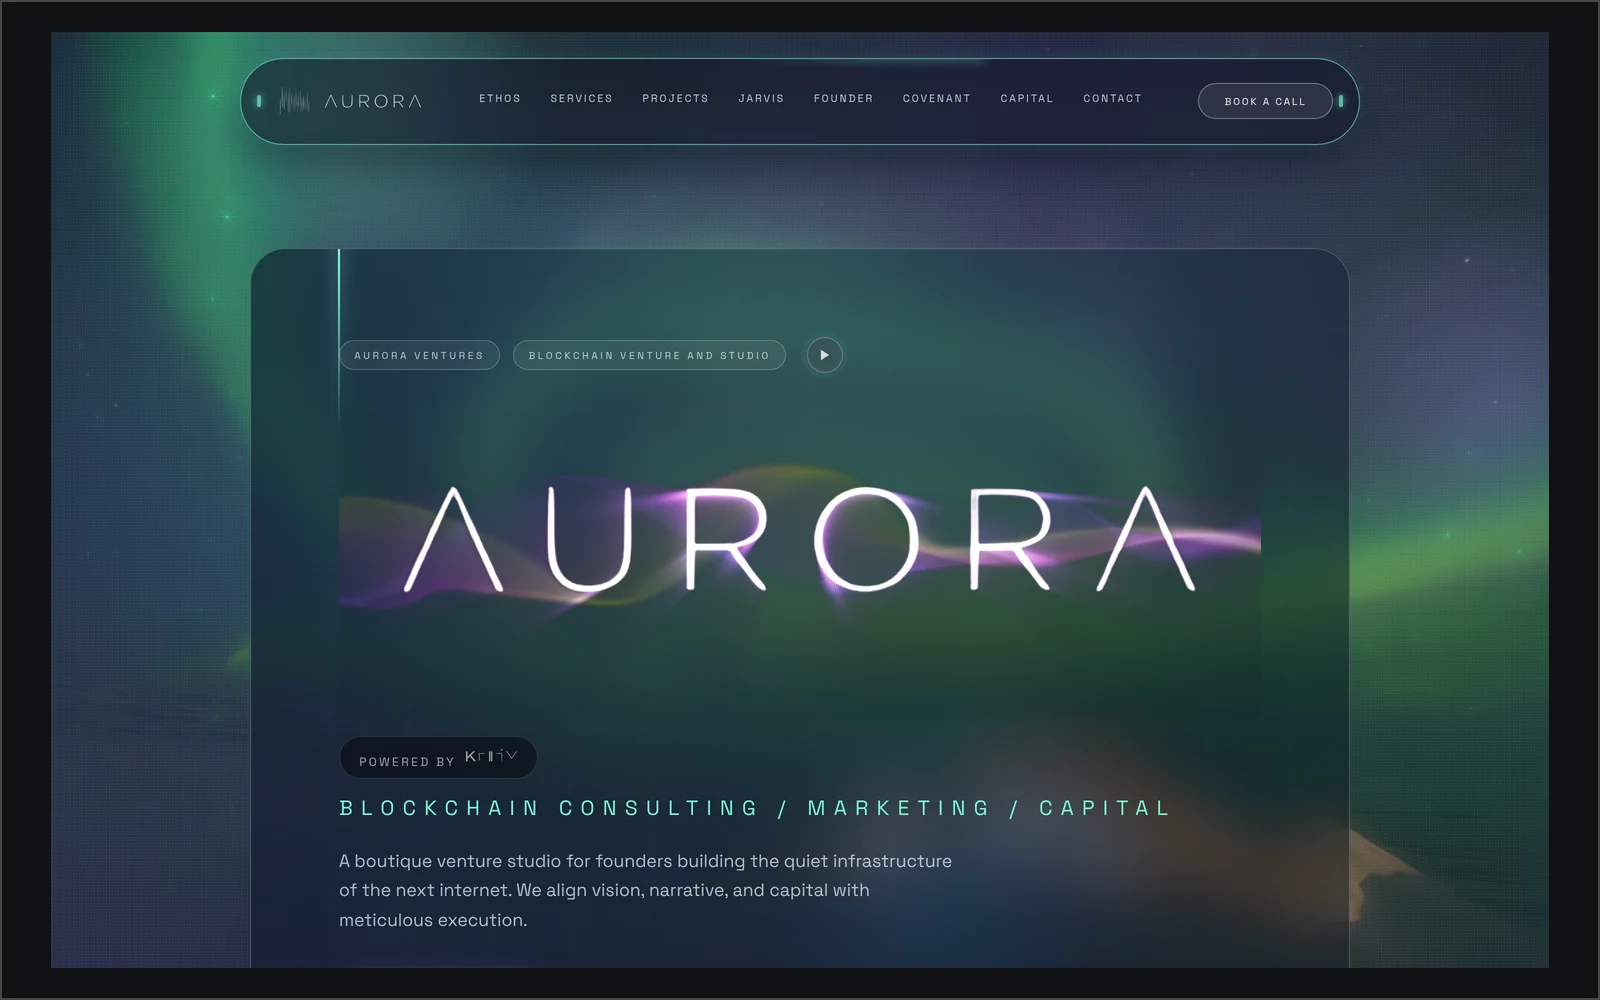 AURORA
ETHOS
SERVICES
PROJECTS
JARVIS
FOUNDER
COVENANT
CAPITAL
CONTACT
BOOK A CALL
AURORA VENTURES
BLOCKCHAIN VENTURE AND STUDIO
AURORA
POWERED BY
BLOCKCHAIN CONSULTING / MARKETING / CAPITAL
A boutique venture studio for founders building the quiet infrastructure
of the next internet. We align vision, narrative, and capital with
meticulous execution.